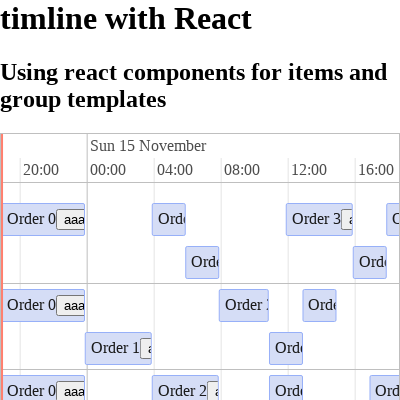 timline with React
Using react components for items and
group templates
Sun 15 November
20:00 00:00 04:00 08:00 12:00 16:00
Order 0 aaa Order 3
Order 0 aaa Order
Order 1
Order 0 aaa Order 2